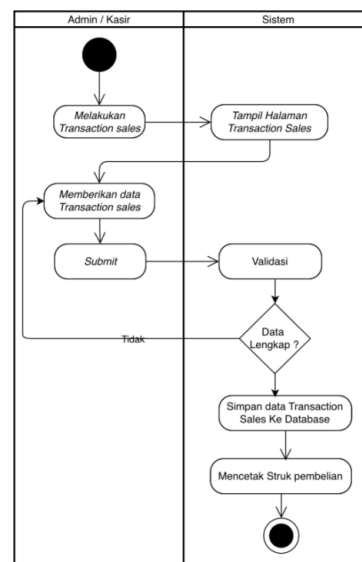 Admin / Kasir
Sistem
Melakukan
Transaction sales
Tampil Halaman
Transaction Sales
Memberikan data
Transaction sales
Submit
Validasi
Data
Lengkap ?
Tidak
Simpan data Transaction
Sales Ke Database
Mencetak Struk pembelian